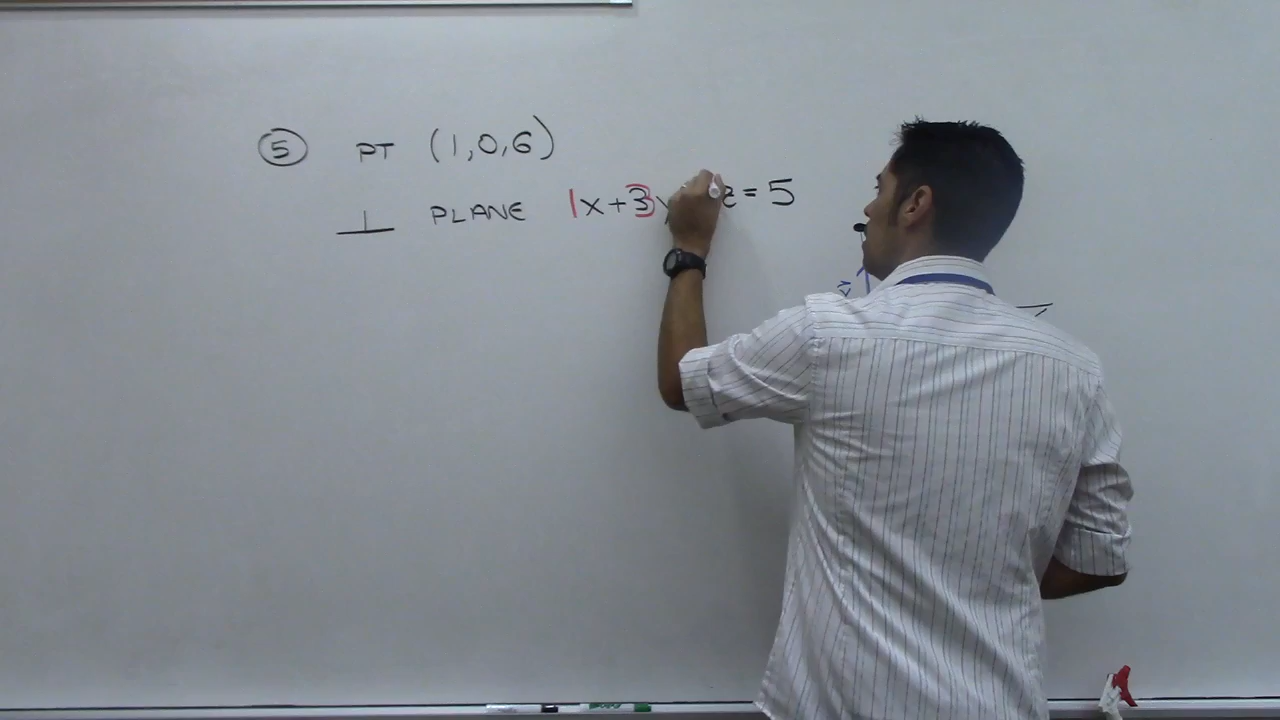 ⑤ PT (1,0,6)
⊥ PLANE 1x+3y z=5
v